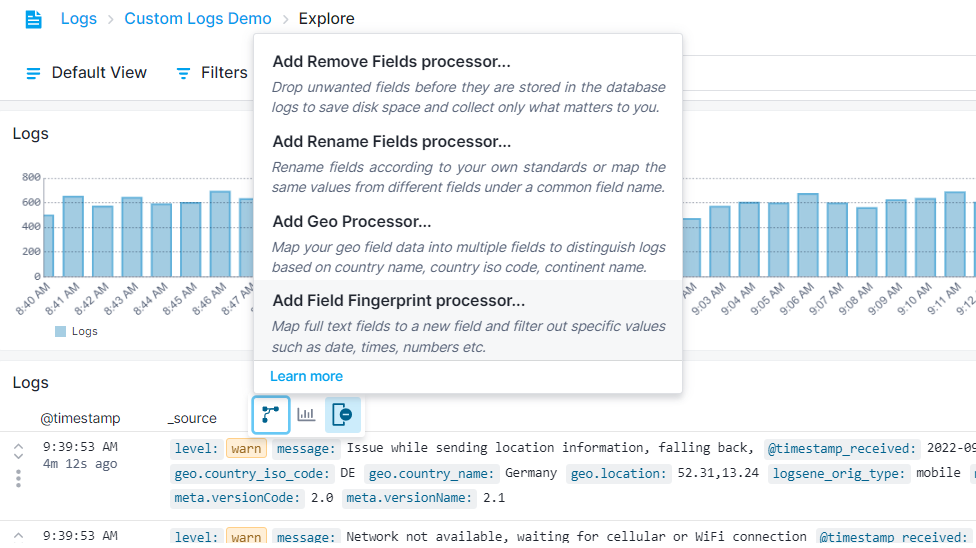 Logs > Custom Logs Demo > Explore
Default View Filters
Add Remove Fields processor...
Drop unwanted fields before they are stored in the database
logs to save disk space and collect only what matters to you.
Add Rename Fields processor...
Rename fields according to your own standards or map the
same values from different fields under a common field name.
Add Geo Processor...
Map your geo field data into multiple fields to distinguish logs
based on country name, country iso code, continent name.
Add Field Fingerprint processor...
Map full text fields to a new field and filter out specific values
such as date, times, numbers etc.
Learn more
Logs
800
600
400
200
0
8:40 AM 8:41 AM 8:42 AM 8:43 AM 8:44 AM 8:45 AM 8:46 AM 8:47 AM AM 9:03 AM 9:04 AM 9:05 AM 9:06 AM 9:07 AM 9:08 AM 9:09 AM 9:10 AM 9:11 AM 9:12
Logs
Logs
@timestamp _source
9:39:53 AM level: warn message: Issue while sending location information, falling back, @timestamp_received: 2022-09
4m 12s ago geo.country_iso_code: DE geo.country_name: Germany geo.location: 52.31,13.24 logsene_orig_type: mobile
meta.versionCode: 2.0 meta.versionName: 2.1
9:39:53 AM level: warn message: Network not available, waiting for cellular or WiFi connection @timestamp_received: